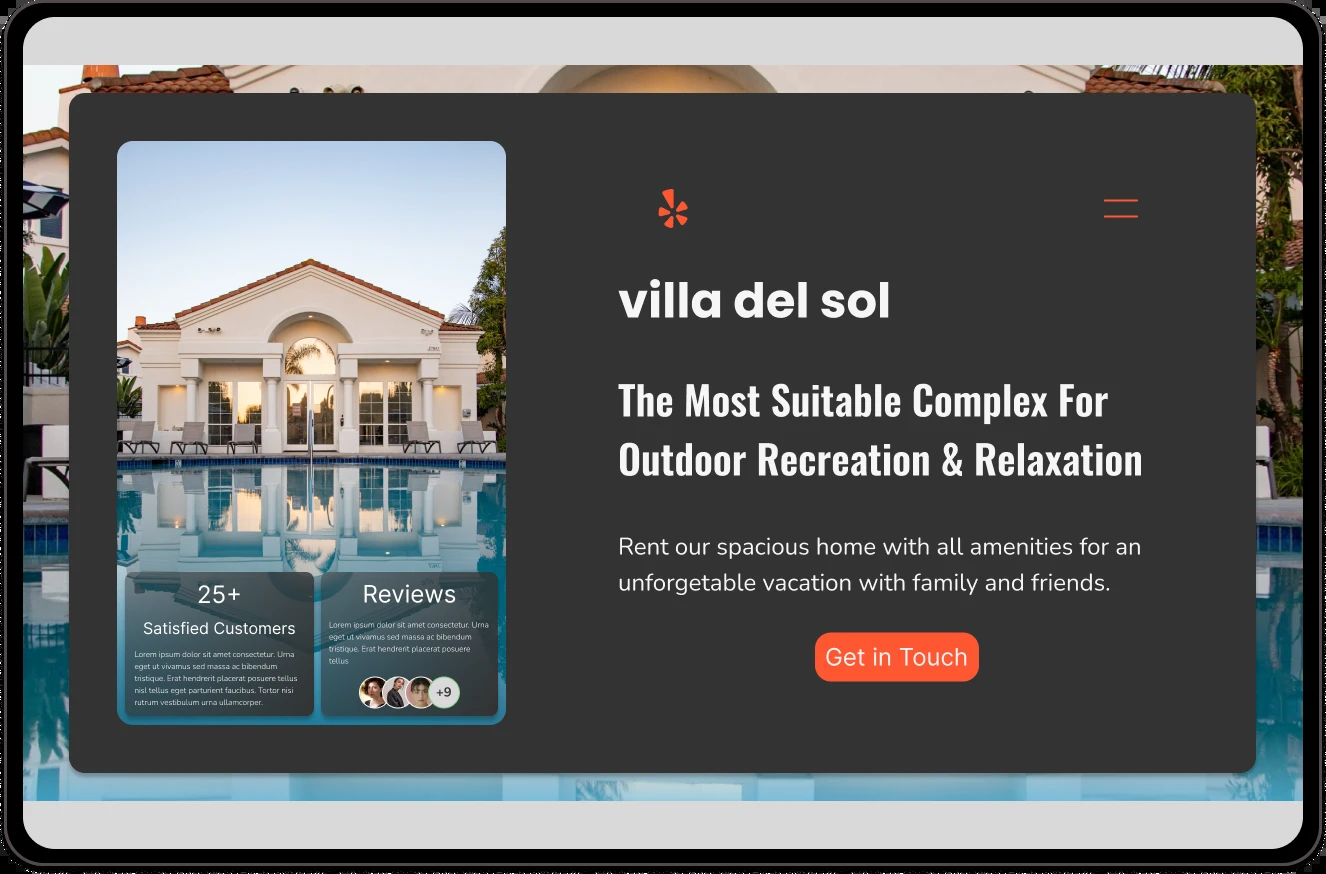 villa del sol
The Most Suitable Complex For
Outdoor Recreation & Relaxation
Rent our spacious home with all amenities for an
unforgetable vacation with family and friends.
Get in Touch
25+
Satisfied Customers
Lorem ipsum dolor sit amet consectetur. Urna
eget ut vivamus sed massa ac bibendum
tristique. Erat hendrerit placerat posuere tellus
nisl tellus eget parturient faucibus. Tortor nisi
rutrum vestibulum urna ullamcorper.
Reviews
Lorem ipsum dolor sit amet consectetur. Urna
eget ut vivamus sed massa ac bibendum
tristique. Erat hendrerit placerat posuere
tellus
+9